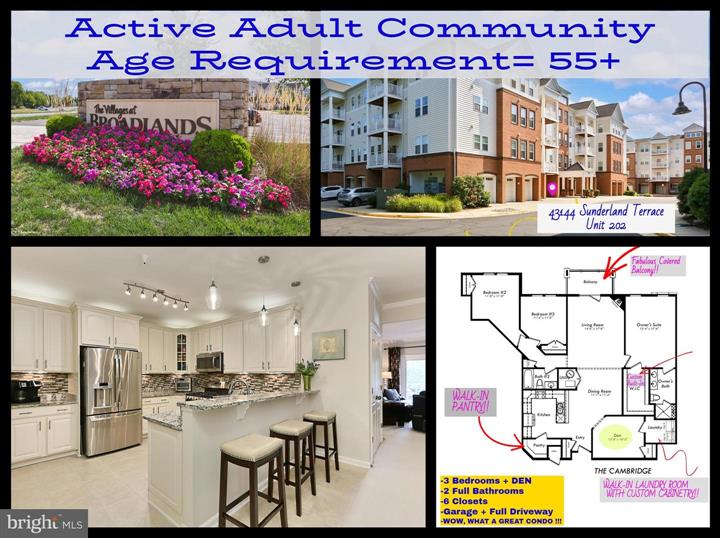 Active Adult Community
Age Requirement= 55+
The Villages at
BROADLANDS
43144 Sunderland Terrace
Unit 202
Fabulous Covered
Balcony!!
Balcony
Bedroom #2
Bedroom #3
Living Room
Owner's Suite
Custom
Built-Ins
W.I.C.
Bath #2
Owner's
Bath
Dining Room
WALK-IN
PANTRY!!
Kitchen
Den
Laundry
Pantry
Entry
THE CAMBRIDGE
WALK-IN LAUNDRY ROOM
WITH CUSTOM CABINETRY!!
-3 Bedrooms + DEN
-2 Full Bathrooms
-6 Closets
-Garage + Full Driveway
-WOW, WHAT A GREAT CONDO !!!
bright MLS